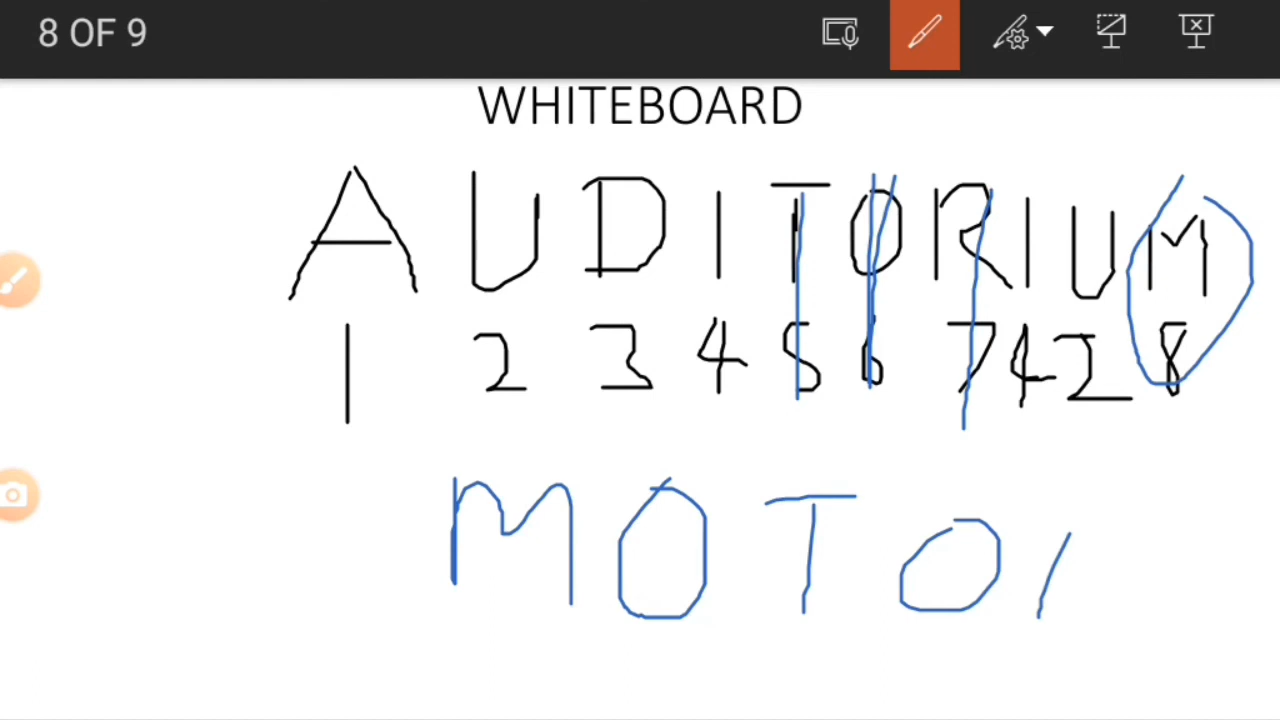 8 OF 9
WHITEBOARD
AUDITORIUM
1 2 3 4 5 6 7 4 2 8
MOTO